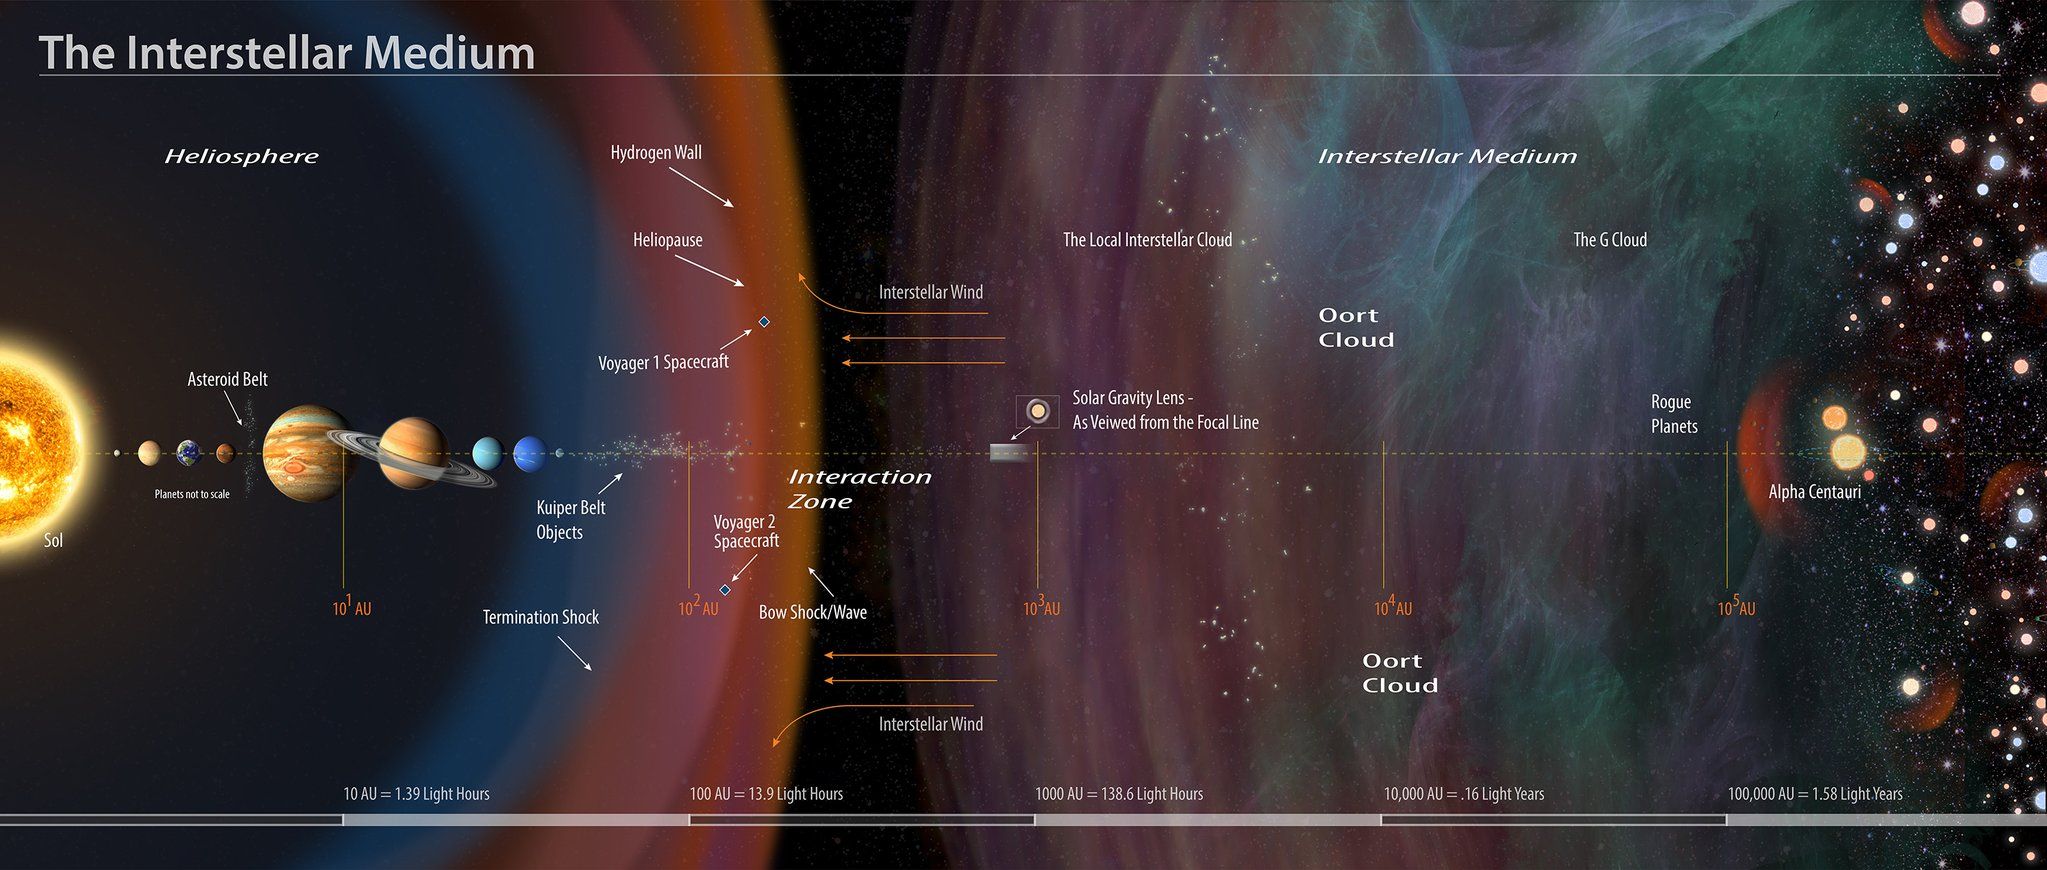 The Interstellar Medium
Heliosphere
Hydrogen Wall
Interstellar Medium
Heliopause
The Local Interstellar Cloud
The G Cloud
Interstellar Wind
Oort
Cloud
Voyager 1 Spacecraft
Asteroid Belt
Solar Gravity Lens -
As Veiwed from the Focal Line
Rogue
Planets
Planets not to scale
Interaction
Zone
Kuiper Belt
Objects
Alpha Centauri
Sol
Voyager 2
Spacecraft
10¹ AU
10² AU
10³AU
10⁴AU
10⁵AU
Termination Shock
Bow Shock/Wave
Oort
Cloud
Interstellar Wind
10 AU = 1.39 Light Hours
100 AU = 13.9 Light Hours
1000 AU = 138.6 Light Hours
10,000 AU = .16 Light Years
100,000 AU = 1.58 Light Years